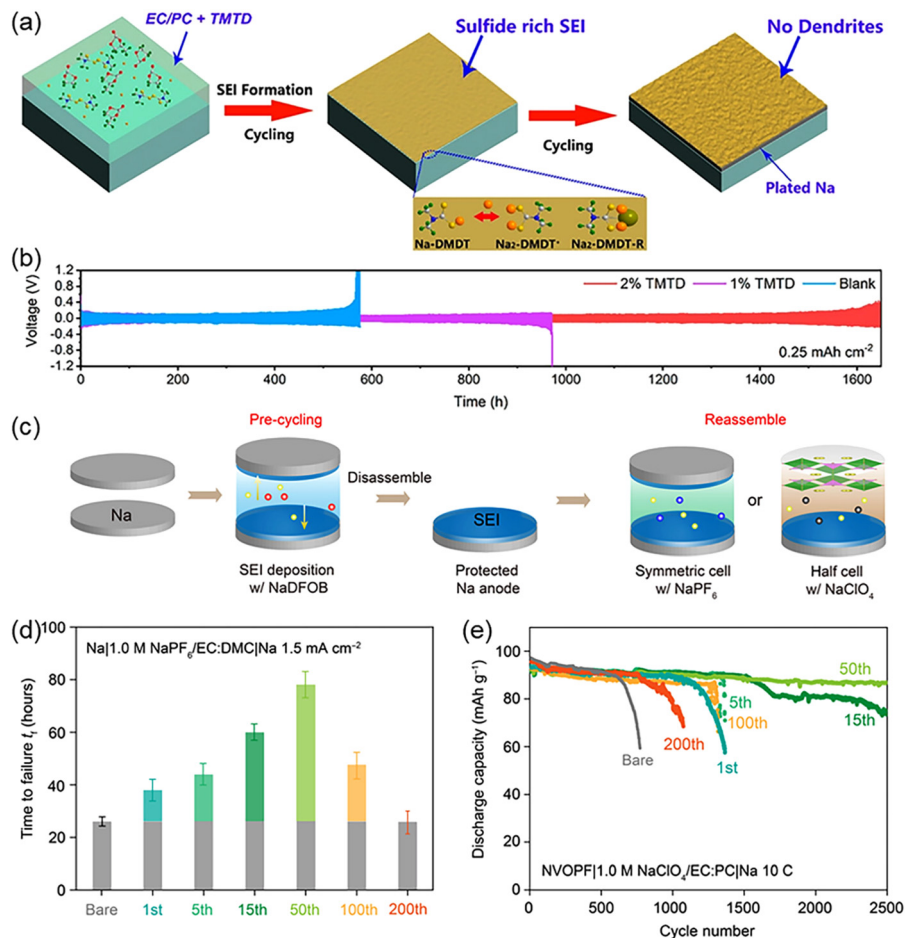 (a)
EC/PC + TMTD
SEI Formation
Cycling
Sulfide rich SEI
Cycling
No Dendrites
Plated Na
Na-DMDT
Na₂-DMDT⁻
Na₂-DMDT-R
(b)
Voltage (V)
1.2
0.4
0.0
-0.4
-0.8
-1.2
2% TMTD
1% TMTD
Blank
0.25 mAh cm⁻²
0 200 400 600 800 1000 1200 1400 1600
Time (h)
(c)
Pre-cycling
Reassemble
Na
Disassemble
SEI
or
SEI deposition
w/ NaDFOB
Protected
Na anode
Symmetric cell
w/ NaPF₆
Half cell
w/ NaClO₄
(d)
Na|1.0 M NaPF₆/EC:DMC|Na 1.5 mA cm⁻²
Time to failure tᵢ (hours)
100
80
60
40
20
0
Bare 1st 5th 15th 50th 100th 200th
(e)
Discharge capacity (mAh g⁻¹)
100
80
60
40
20
0
50th
5th
100th
15th
200th
1st
Bare
NVOPF|1.0 M NaClO₄/EC:PC|Na 10 C
0 500 1000 1500 2000 2500
Cycle number